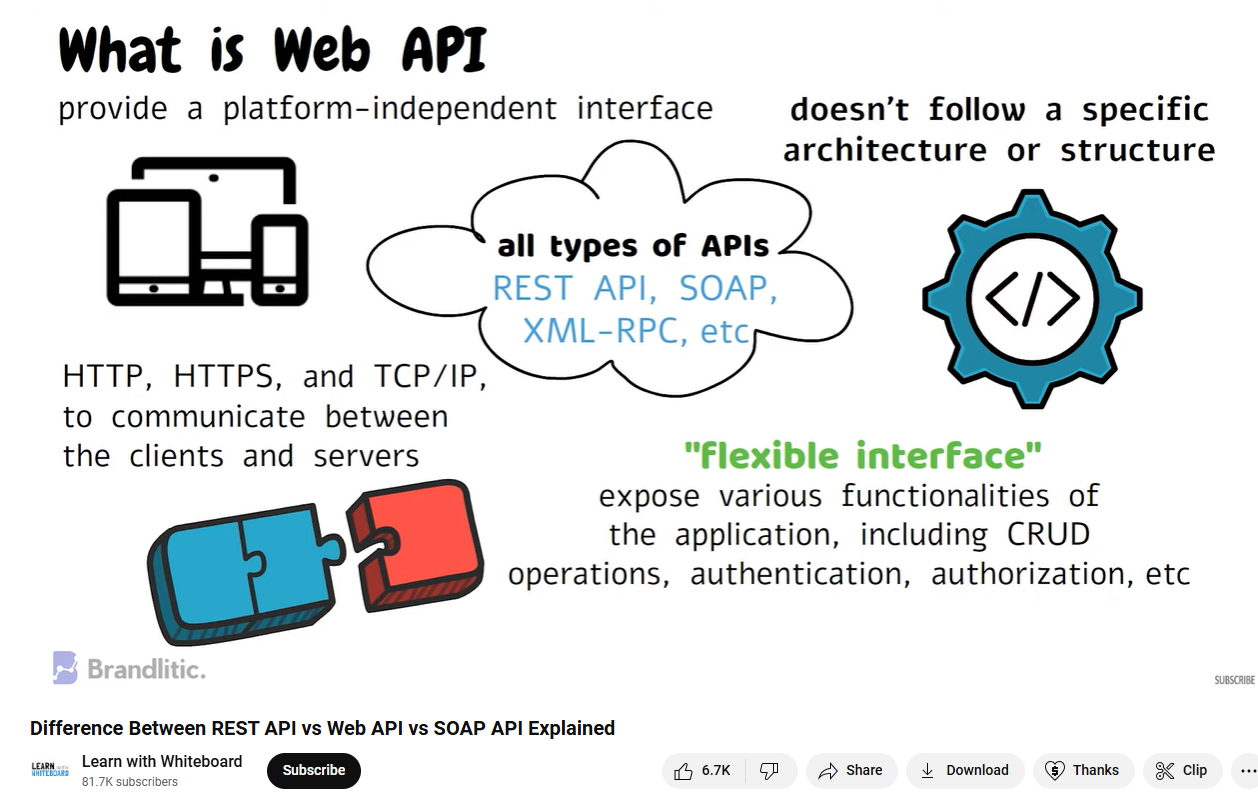 What is Web API
provide a platform-independent interface
doesn't follow a specific
architecture or structure
all types of APIs
REST API, SOAP,
XML-RPC, etc
</>
HTTP, HTTPS, and TCP/IP,
to communicate between
the clients and servers
"flexible interface"
expose various functionalities of
the application, including CRUD
operations, authentication, authorization, etc
Brandlitic.
SUBSCRIBE
Difference Between REST API vs Web API vs SOAP API Explained
LEARN WITH
WHITEBOARD
Learn with Whiteboard
81.7K subscribers
Subscribe
6.7K
Share
Download
Thanks
Clip
...